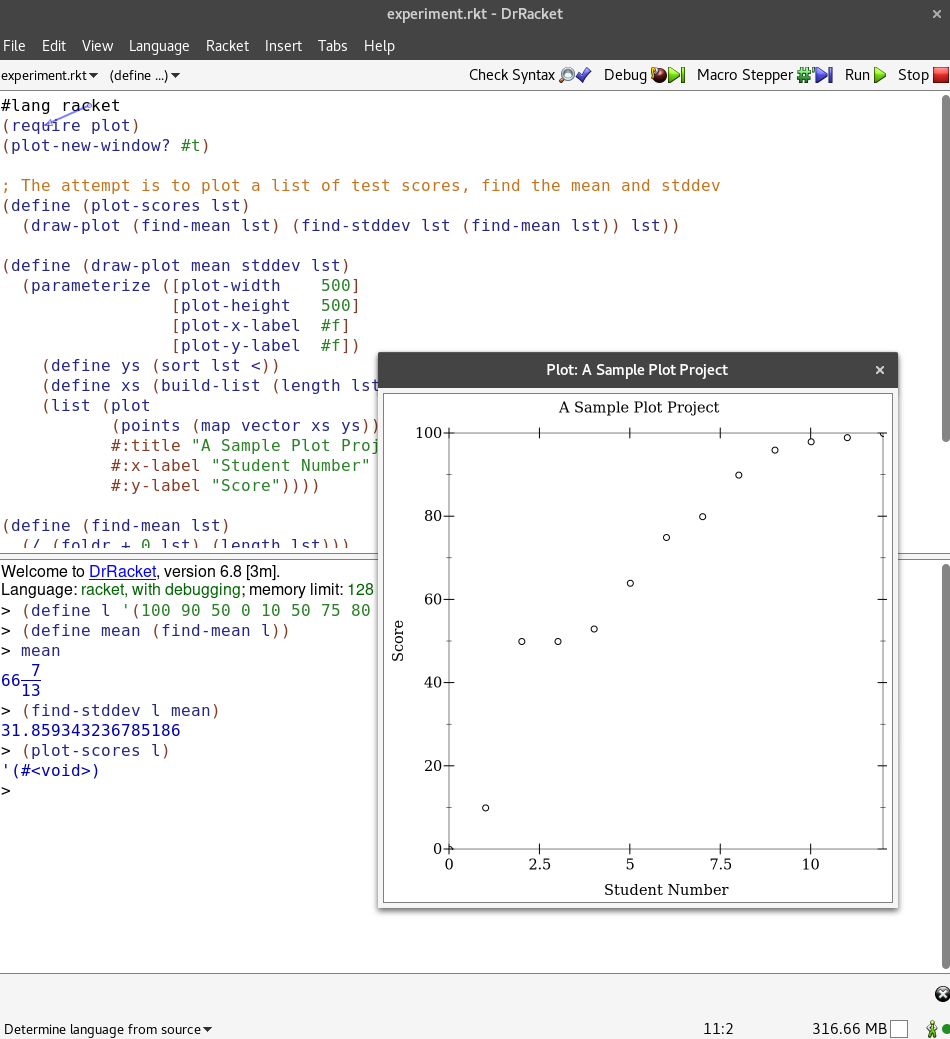 experiment.rkt - DrRacket
File Edit View Language Racket Insert Tabs Help
experiment.rkt (define ...) Check Syntax Debug Macro Stepper Run Stop
#lang racket
(require plot)
(plot-new-window? #t)
; The attempt is to plot a list of test scores, find the mean and stddev
(define (plot-scores lst)
(draw-plot (find-mean lst) (find-stddev lst (find-mean lst)) lst))
(define (draw-plot mean stddev lst)
(parameterize ([plot-width 500]
[plot-height 500]
[plot-x-label #f]
[plot-y-label #f])
(define ys (sort lst <))
(define xs (build-list (length lst
(list (plot
(points (map vector xs ys))
#:title "A Sample Plot Proj
#:x-label "Student Number"
#:y-label "Score"))))
(define (find-mean lst)
(/ (foldr + 0 lst) (length lst)))
Welcome to DrRacket, version 6.8 [3m].
Language: racket, with debugging; memory limit: 128
> (define l '(100 90 50 0 10 50 75 80
> (define mean (find-mean l))
> mean
66 7
13
> (find-stddev l mean)
31.859343236785186
> (plot-scores l)
'(#<void>)
>
Plot: A Sample Plot Project
A Sample Plot Project
100
80
60
40
20
0
Score
0 2.5 5 7.5 10
Student Number
Determine language from source 11:2 316.66 MB